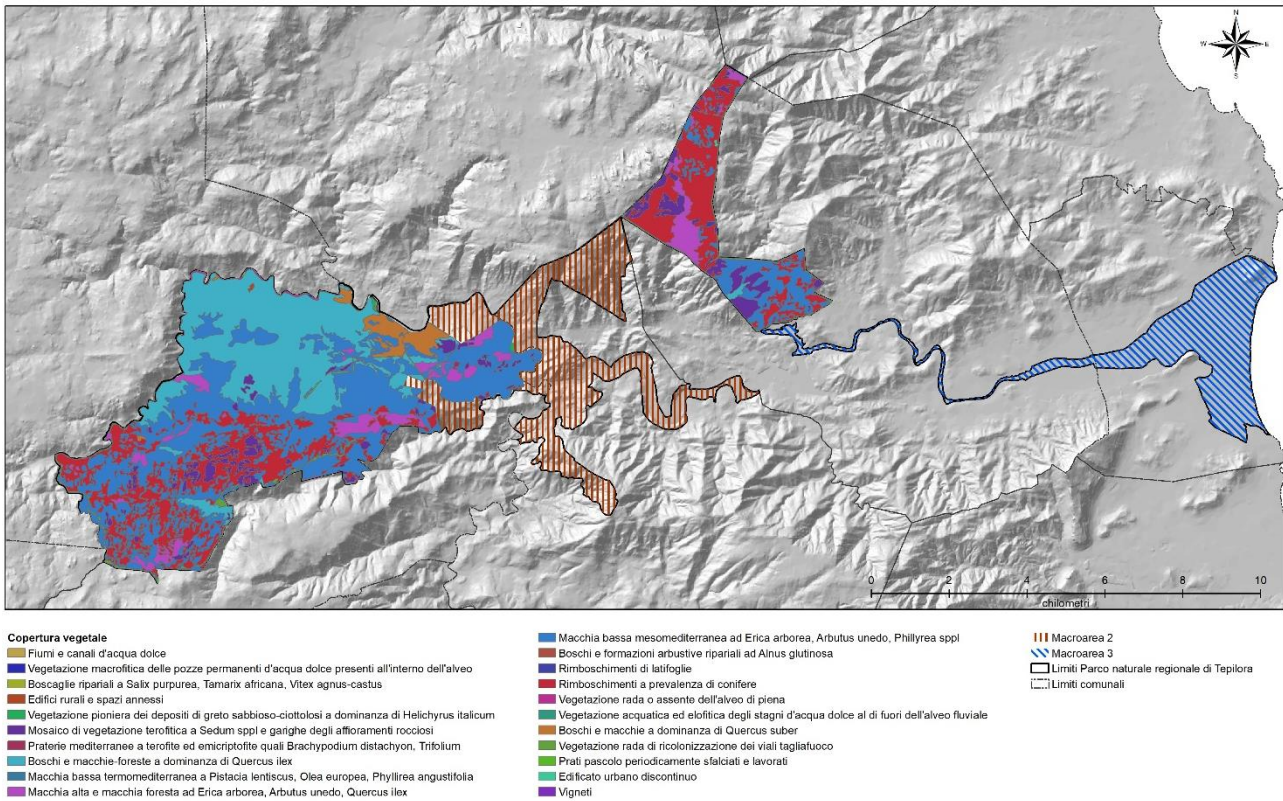 N
W E
S
0 2 4 6 8 10
chilometri
Copertura vegetale
Fiumi e canali d'acqua dolce
Vegetazione macrofitica delle pozze permanenti d'acqua dolce presenti all'interno dell'alveo
Boscaglie ripariali a Salix purpurea, Tamarix africana, Vitex agnus-castus
Edifici rurali e spazi annessi
Vegetazione pioniera dei depositi di greto sabbioso-ciottolosi a dominanza di Helichyrus italicum
Mosaico di vegetazione terofitica a Sedum sppl e garighe degli affioramenti rocciosi
Praterie mediterranee a terofite ed emicriptofite quali Brachypodium distachyon, Trifolium
Boschi e macchie-foreste a dominanza di Quercus ilex
Macchia bassa termomediterranea a Pistacia lentiscus, Olea europea, Phyllirea angustifolia
Macchia alta e macchia foresta ad Erica arborea, Arbutus unedo, Quercus ilex
Macchia bassa mesomediterranea ad Erica arborea, Arbutus unedo, Phillyrea sppl
Boschi e formazioni arbustive ripariali ad Alnus glutinosa
Rimboschimenti di latifoglie
Rimboschimenti a prevalenza di conifere
Vegetazione rada o assente dell'alveo di piena
Vegetazione acquatica ed elofitica degli stagni d'acqua dolce al di fuori dell'alveo fluviale
Boschi e macchie a dominanza di Quercus suber
Vegetazione rada di ricolonizzazione dei viali tagliafuoco
Prati pascolo periodicamente sfalciati e lavorati
Edificato urbano discontinuo
Vigneti
Macroarea 2
Macroarea 3
Limiti Parco naturale regionale di Tepilora
Limiti comunali